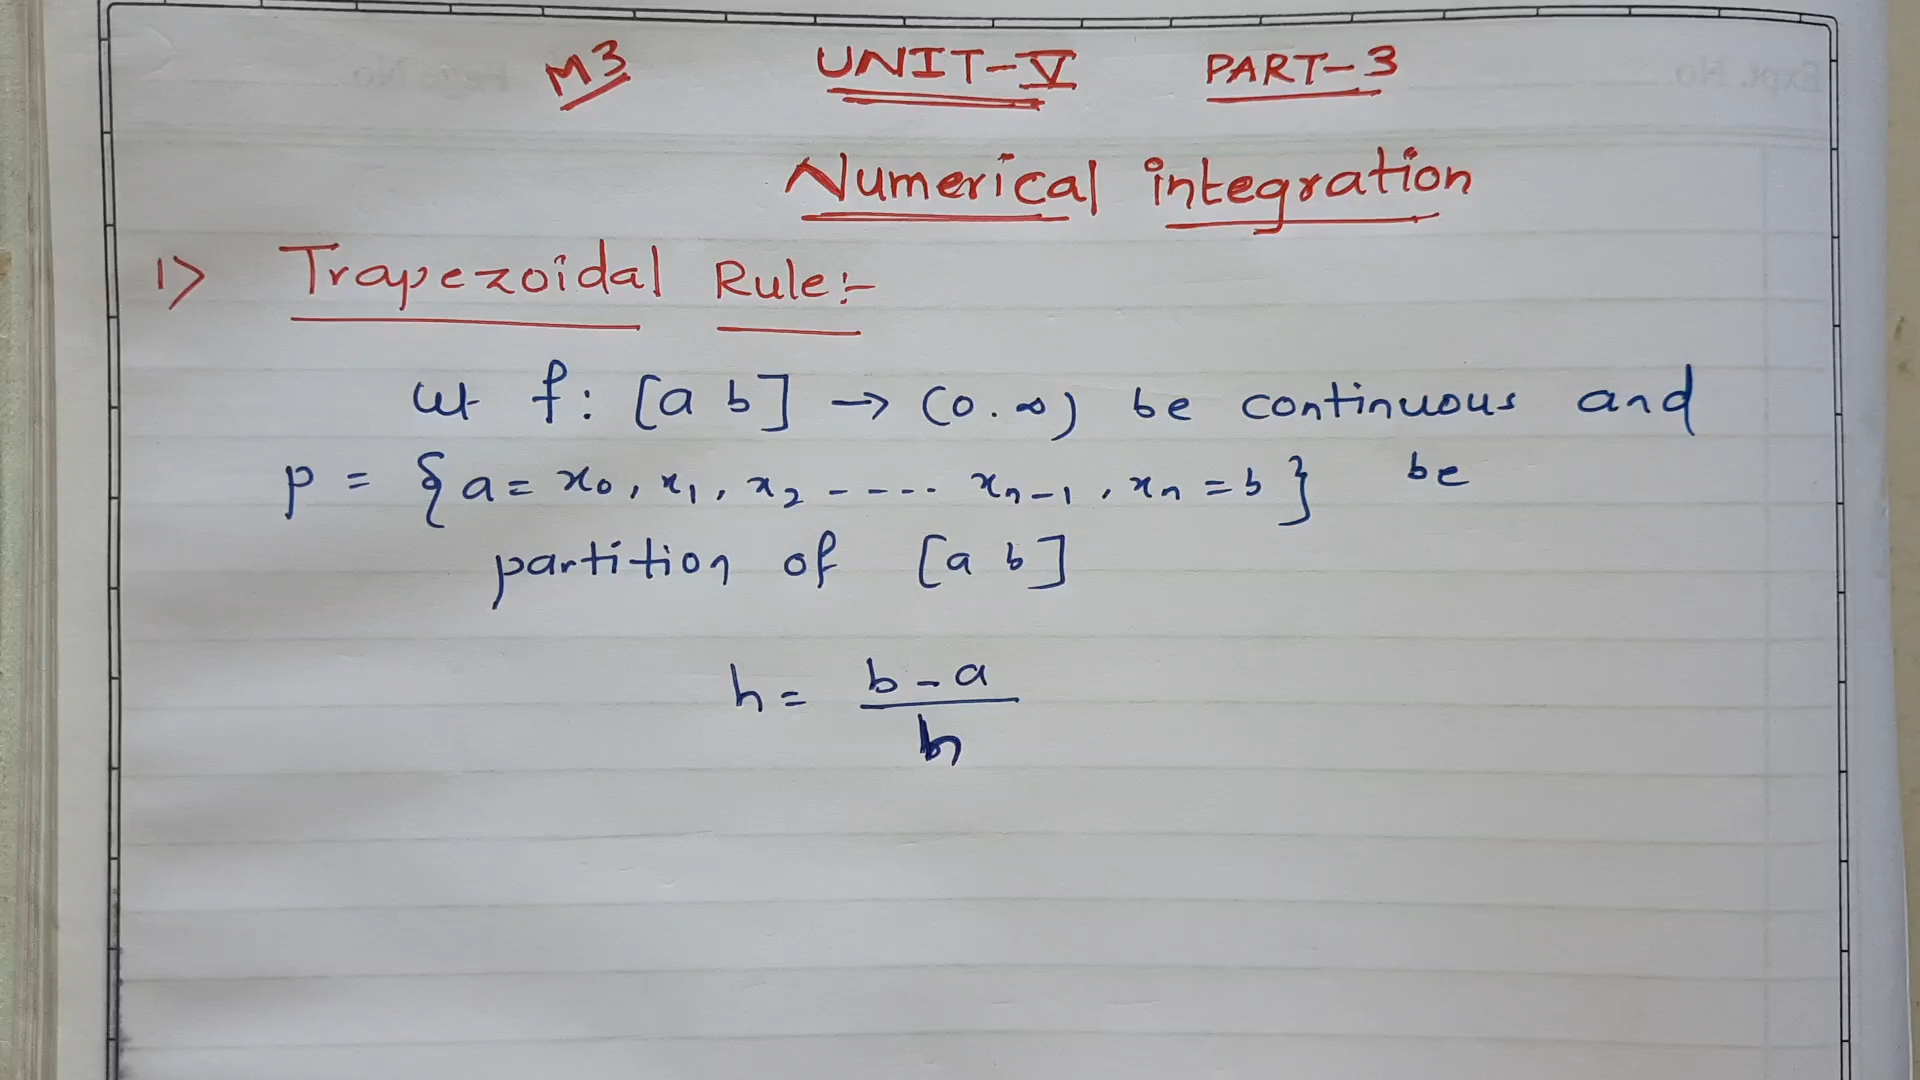 M3 UNIT-V PART-3
Numerical integration
1> Trapezoidal Rule:-
Let f: [a b] → (0.∞) be continuous and
p = {a = x₀, x₁, x₂ - - - - .. xₙ₋₁, xₙ = b} be
partition of [a b]
h = b - a
h